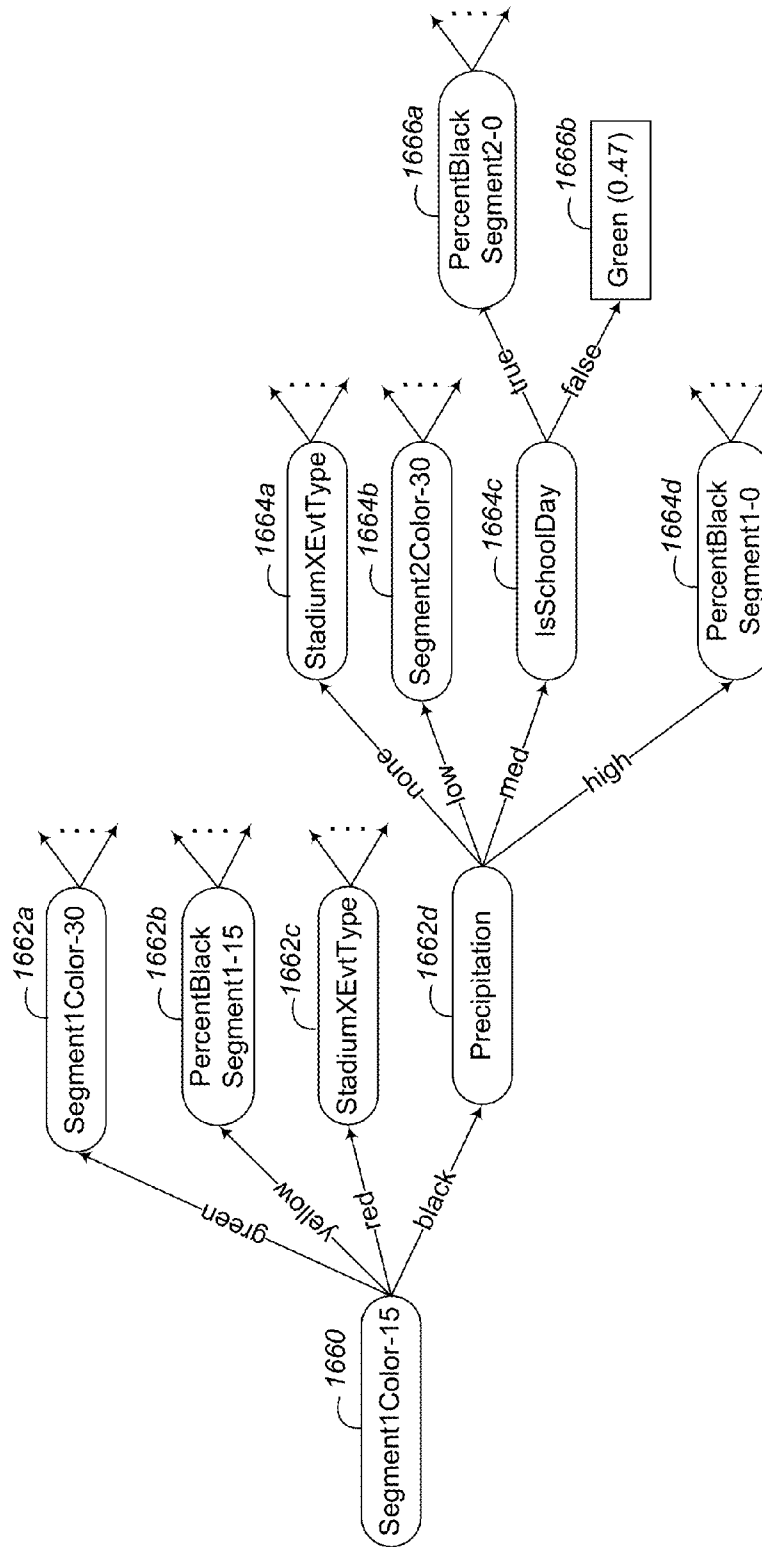 1660
Segment1Color-15
green
yellow
red
black
1662a
Segment1Color-30
....
1662b
PercentBlack
Segment1-15
....
1662c
StadiumXEvtType
....
1662d
Precipitation
none
low
med
high
1664a
StadiumXEvtType
....
1664b
Segment2Color-30
....
1664c
IsSchoolDay
true
false
1664d
PercentBlack
Segment1-0
....
1666a
PercentBlack
Segment2-0
....
1666b
Green (0.47)